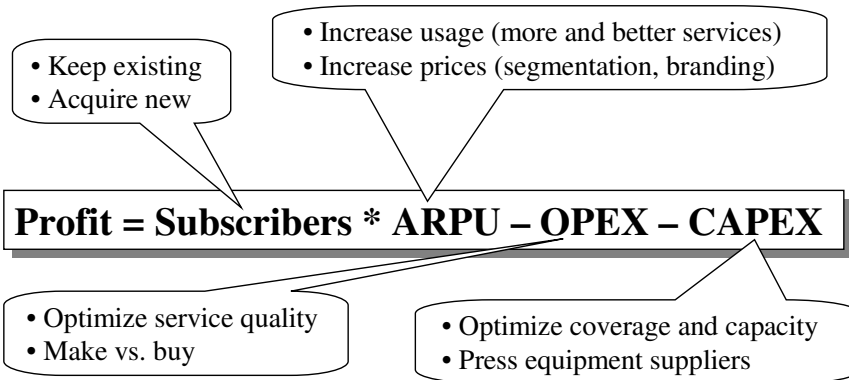 • Increase usage (more and better services)
• Increase prices (segmentation, branding)
• Keep existing
• Acquire new
Profit = Subscribers * ARPU – OPEX – CAPEX
• Optimize service quality
• Make vs. buy
• Optimize coverage and capacity
• Press equipment suppliers